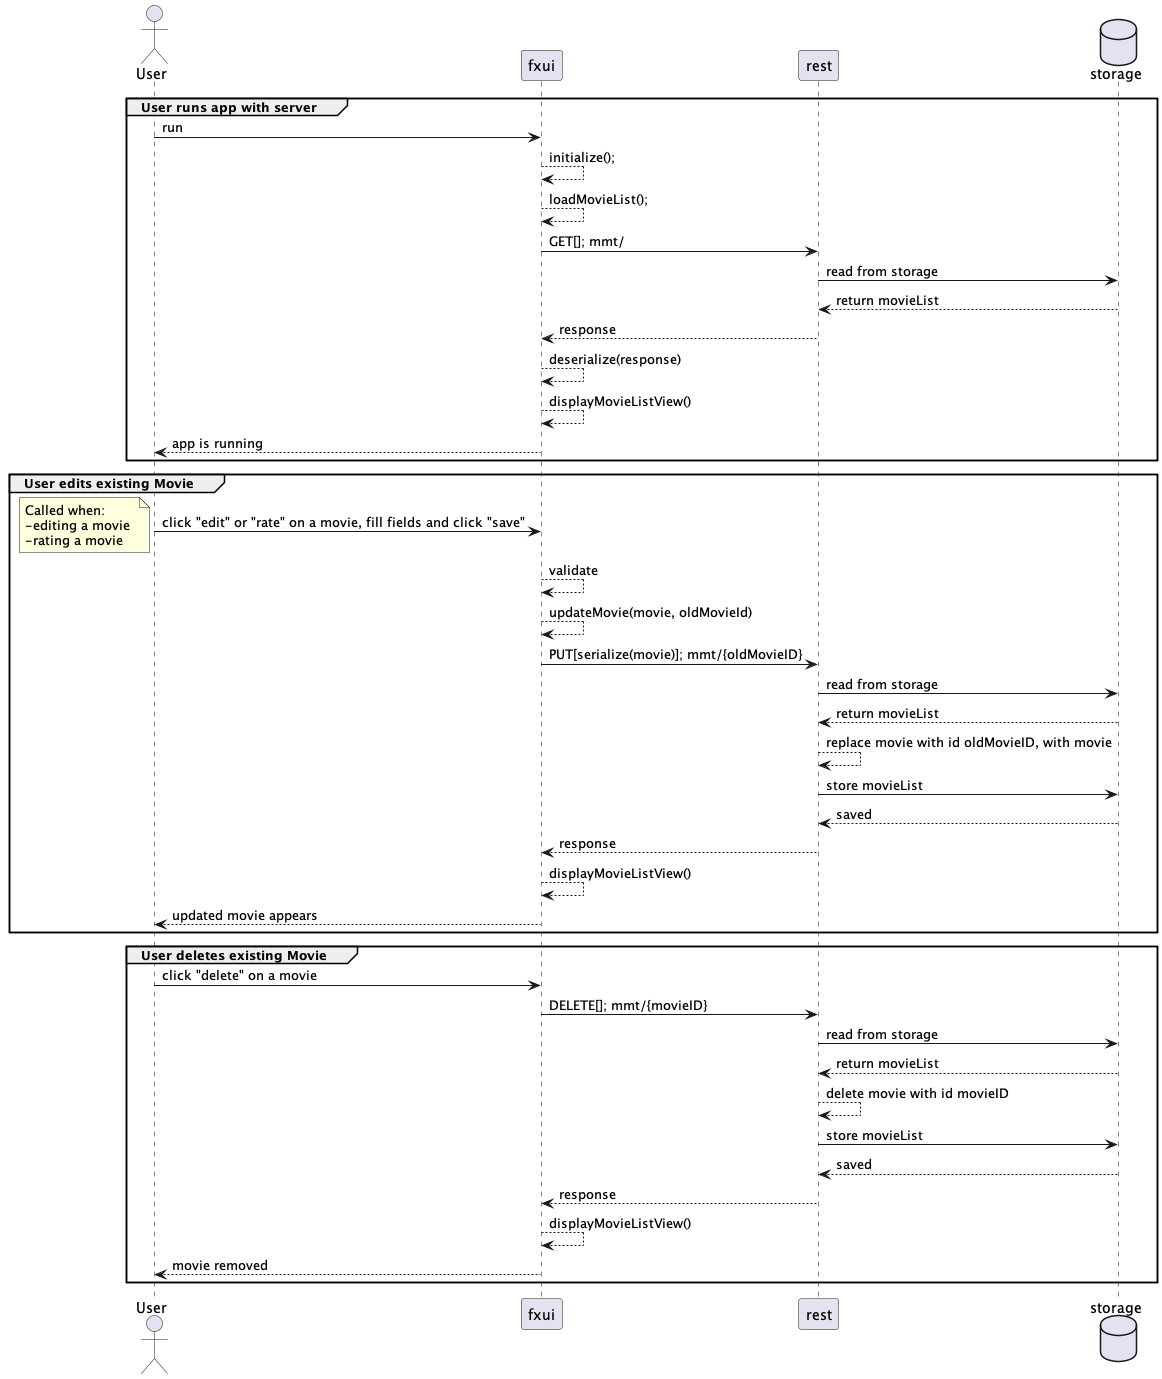 User
fxui
rest
storage
User runs app with server
run
initialize();
loadMovieList();
GET[]; mmt/
read from storage
return movieList
response
deserialize(response)
displayMovieListView()
app is running
User edits existing Movie
Called when:
-editing a movie
-rating a movie
click "edit" or "rate" on a movie, fill fields and click "save"
validate
updateMovie(movie, oldMovieId)
PUT[serialize(movie)]; mmt/{oldMovieID}
read from storage
return movieList
replace movie with id oldMovieID, with movie
store movieList
saved
response
displayMovieListView()
updated movie appears
User deletes existing Movie
click "delete" on a movie
DELETE[]; mmt/{movieID}
read from storage
return movieList
delete movie with id movieID
store movieList
saved
response
displayMovieListView()
movie removed
User
fxui
rest
storage